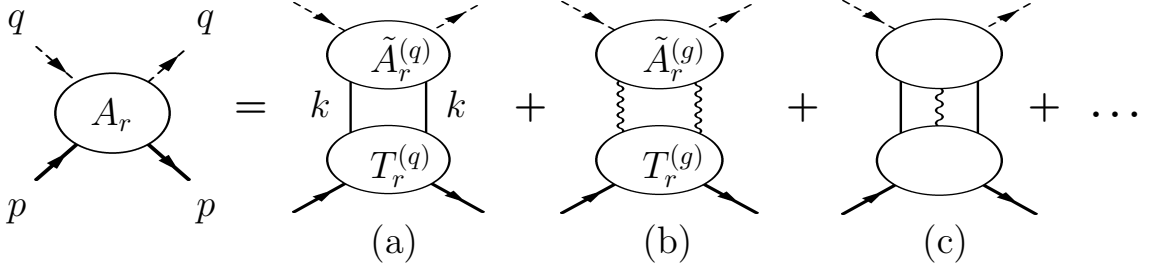 q q
A_r = Ã_r^{(q)} + Ã_r^{(g)} + + ...
k k
T_r^{(q)} T_r^{(g)}
p p
(a) (b) (c)